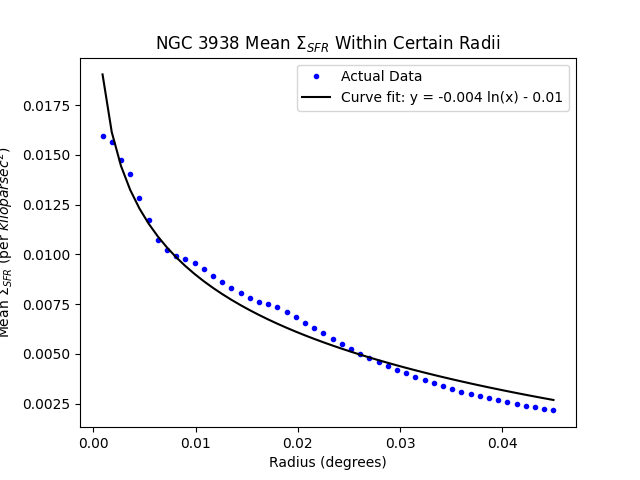 NGC 3938 Mean Σ_SFR Within Certain Radii
Actual Data
Curve fit: y = -0.004 ln(x) - 0.01
Mean Σ_SFR (per kiloparsec²)
0.0175
0.0150
0.0125
0.0100
0.0075
0.0050
0.0025
0.00 0.01 0.02 0.03 0.04
Radius (degrees)